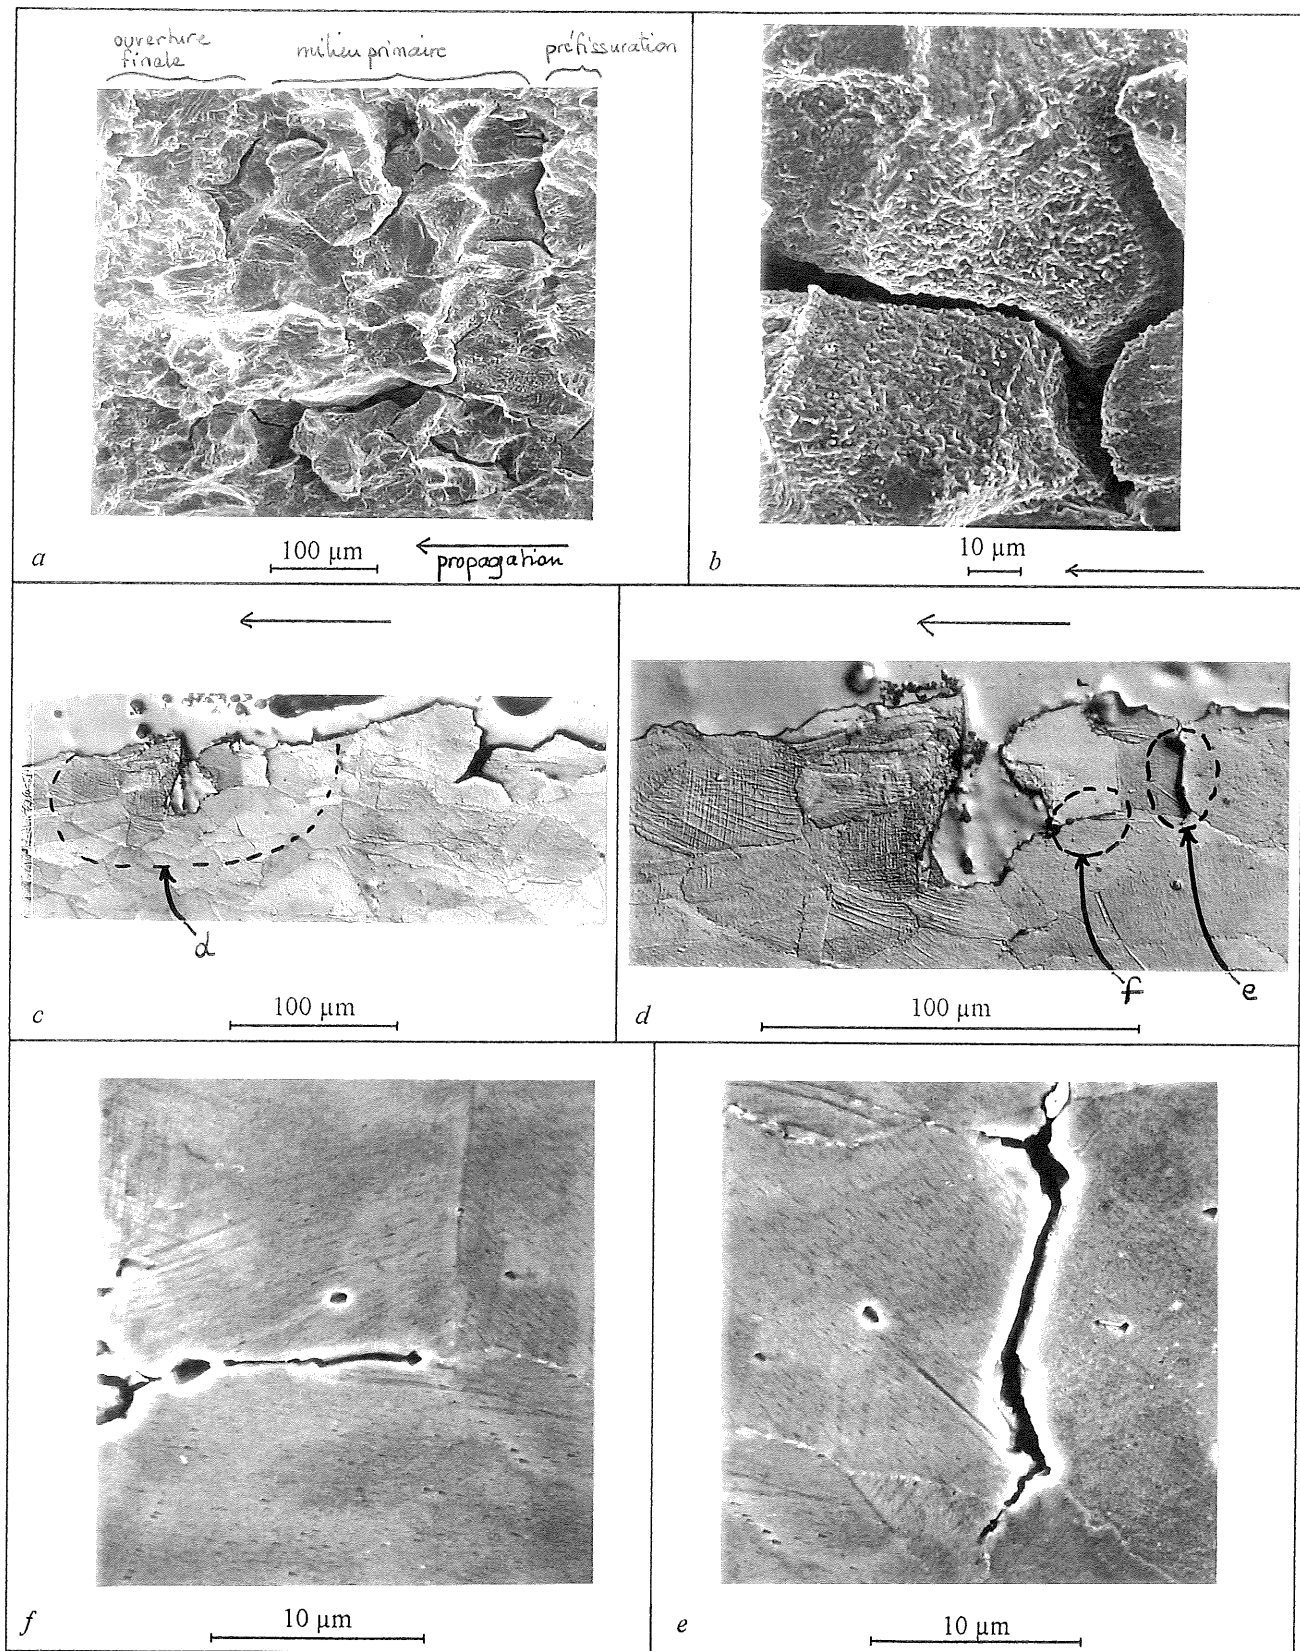 ouverture
finale
milieu primaire
préfissuration
a
100 µm
propagation
b
10 µm
d
c
100 µm
f
e
d
100 µm
f
10 µm
e
10 µm